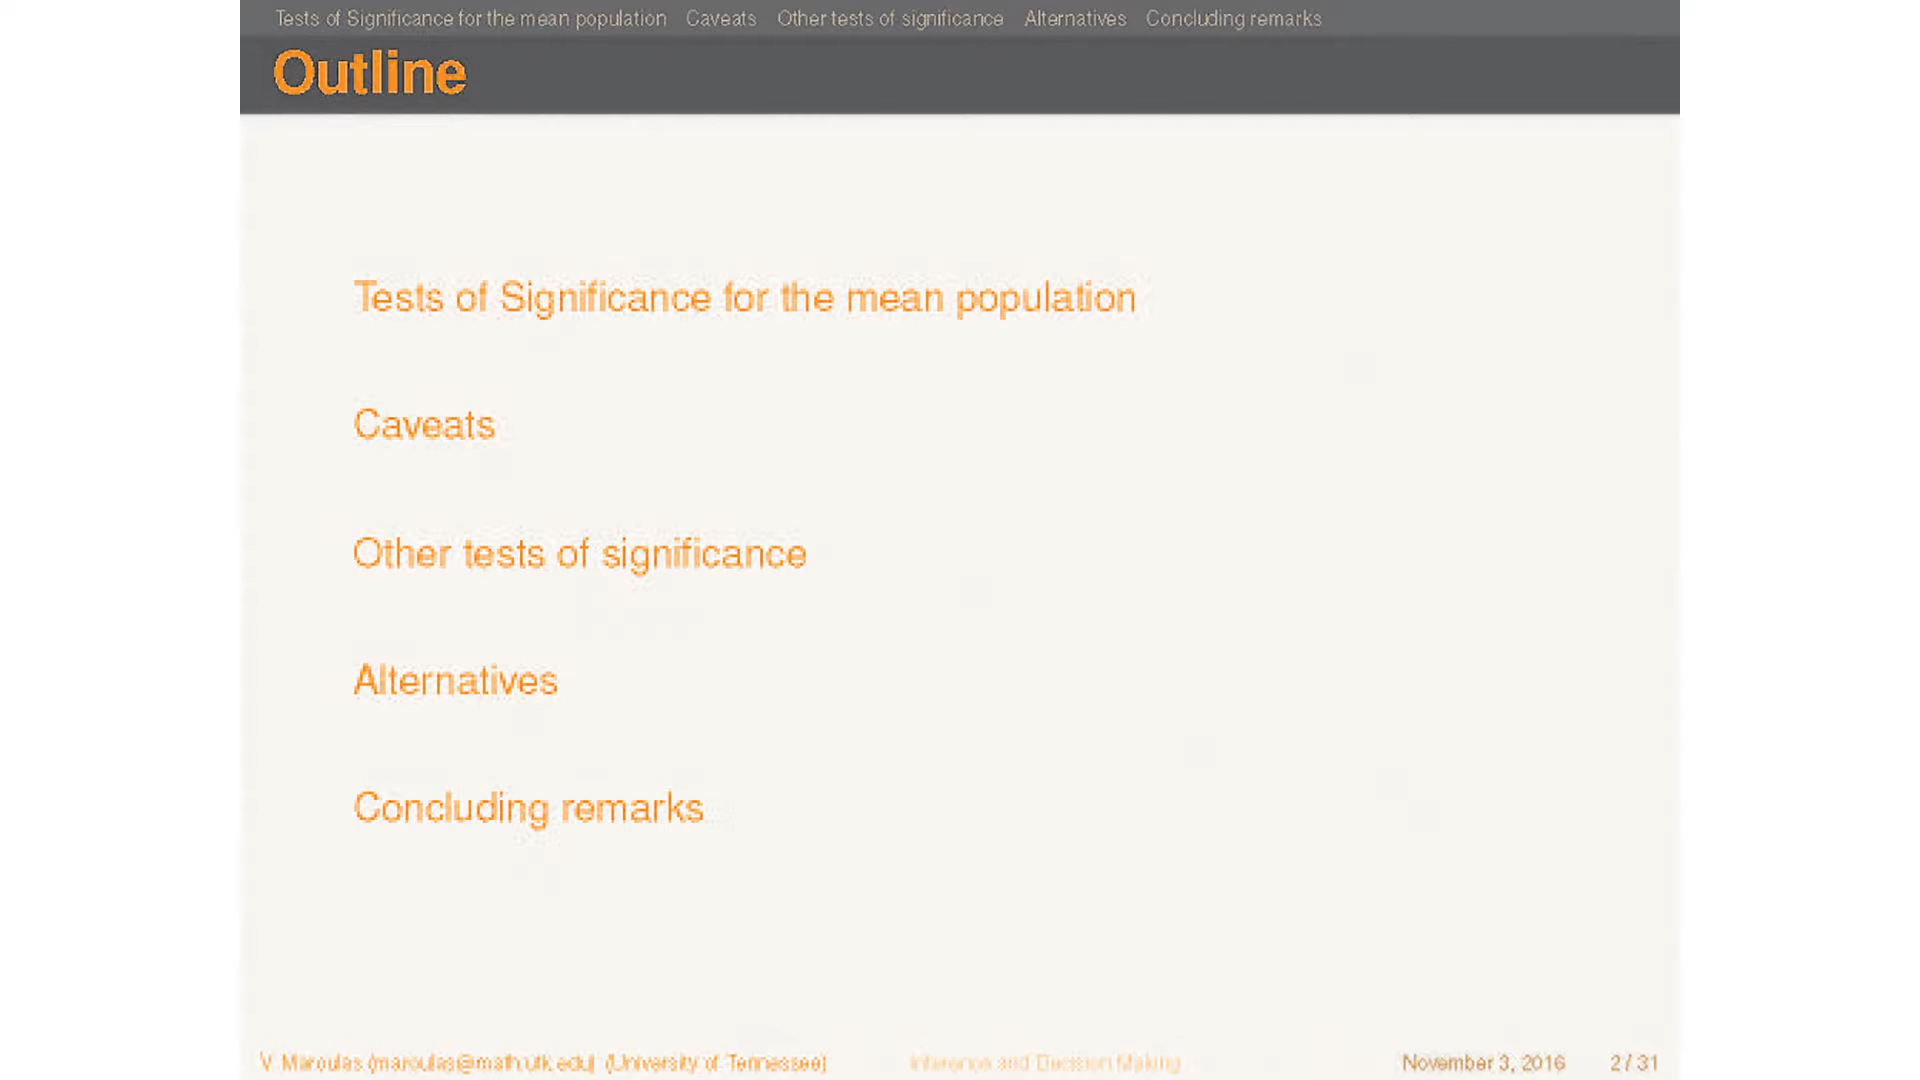 Tests of Significance for the mean population Caveats Other tests of significance Alternatives Concluding remarks
Outline
Tests of Significance for the mean population
Caveats
Other tests of significance
Alternatives
Concluding remarks
V. Maroulas (maroulas@math.utk.edu) (University of Tennessee) Inference and Decision Making November 3, 2016 2 / 31